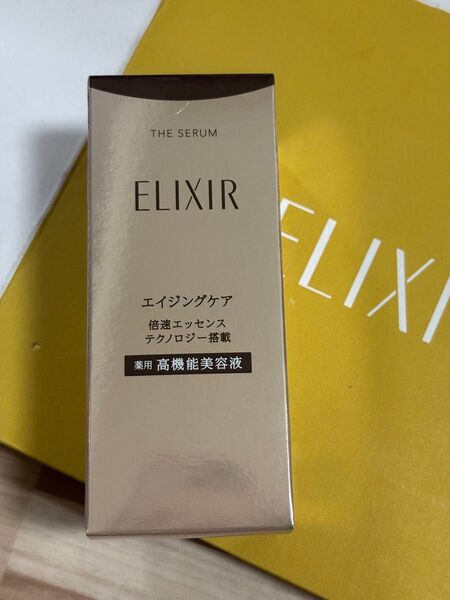 THE SERUM
ELIXIR
エイジングケア
倍速エッセンス
テクノロジー搭載
薬用 高機能美容液
ELIXI